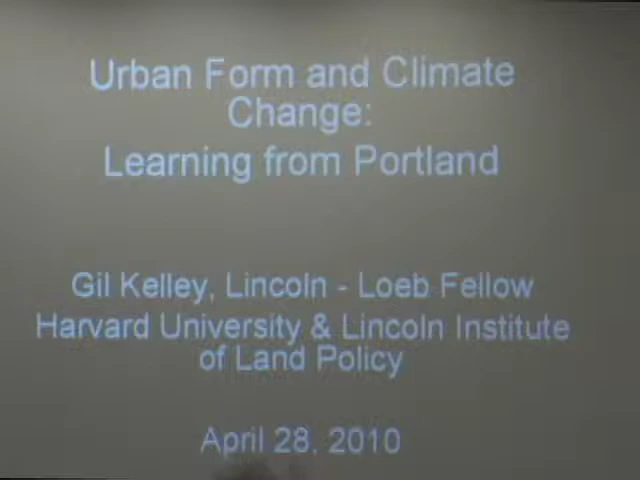 Urban Form and Climate
Change:
Learning from Portland
Gil Kelley, Lincoln - Loeb Fellow
Harvard University & Lincoln Institute
of Land Policy
April 28, 2010